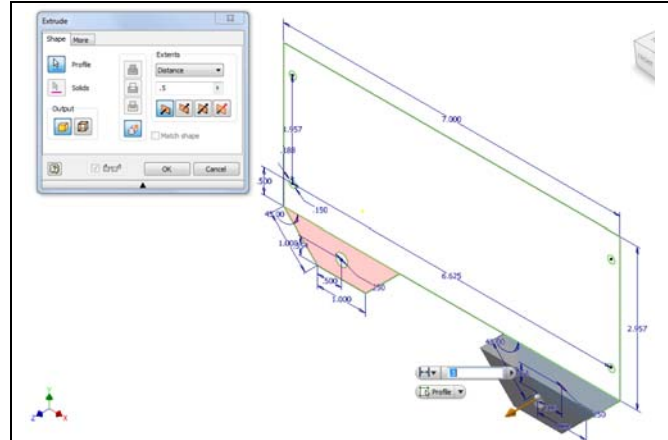 Extrude
Shape More
Profile
Solids
Output
Extents
Distance
.5
Match shape
OK Cancel
7.000
1.957
.188
.500
.150
45.00
1.000
.500
1.000
.250
6.625
2.957
Profile